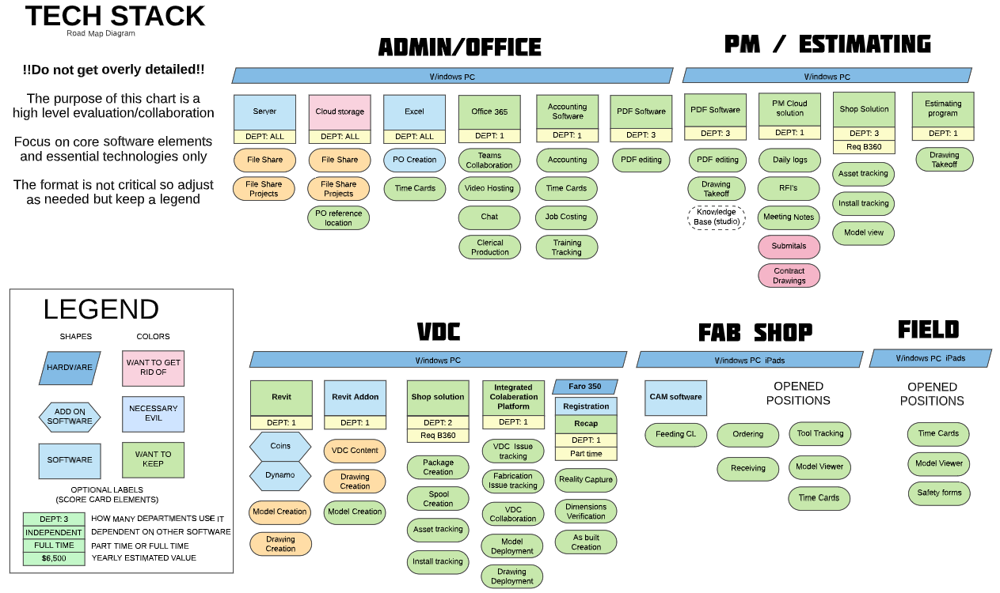 TECH STACK
Road Map Diagram
!!Do not get overly detailed!!
The purpose of this chart is a
high level evaluation/collaboration
Focus on core software elements
and essential technologies only
The format is not critical so adjust
as needed but keep a legend
ADMIN/OFFICE
Windows PC
Server
DEPT: ALL
File Share
File Share
Projects
Cloud storage
DEPT: ALL
File Share
File Share
Projects
PO reference
location
Excel
DEPT: ALL
PO Creation
Time Cards
Office 365
DEPT: 1
Teams
Collaboration
Video Hosting
Chat
Clerical
Production
Accounting
Software
DEPT: 1
Accounting
Time Cards
Job Costing
Training
Tracking
PDF Software
DEPT: 3
PDF editing
PM / ESTIMATING
Windows PC
PDF Software
DEPT: 3
PDF editing
Drawing
Takeoff
Knowledge
Base (studio)
PM Cloud
solution
DEPT: 1
Daily logs
RFI's
Meeting Notes
Submitals
Contract
Drawings
Shop Solution
DEPT: 3
Req B360
Asset tracking
Install tracking
Model view
Estimating
program
DEPT: 1
Drawing
Takeoff
LEGEND
SHAPES
HARDWARE
ADD ON
SOFTWARE
SOFTWARE
COLORS
WANT TO GET
RID OF
NECESSARY
EVIL
WANT TO
KEEP
OPTIONAL LABELS
(SCORE CARD ELEMENTS)
DEPT: 3 HOW MANY DEPARTMENTS USE IT
INDEPENDENT DEPENDENT ON OTHER SOFTWARE
FULL TIME PART TIME OR FULL TIME
$6,500 YEARLY ESTIMATED VALUE
VDC
Windows PC
Revit
DEPT: 1
Coins
Dynamo
Model Creation
Drawing
Creation
Revit Addon
DEPT: 1
VDC Content
Drawing
Creation
Model Creation
Shop solution
DEPT: 2
Req B360
Package
Creation
Spool
Creation
Asset tracking
Install tracking
Integrated
Colaberation
Platform
DEPT: 1
VDC Issue
tracking
Fabrication
Issue tracking
VDC
Collaboration
Model
Deployment
Drawing
Deployment
Faro 350
Registration
Recap
DEPT: 1
Part time
Reality Capture
Dimensions
Verification
As built
Creation
FAB SHOP
Windows PC iPads
CAM software
Feeding CL
OPENED
POSITIONS
Ordering
Receiving
Tool Tracking
Model Viewer
Time Cards
FIELD
Windows PC iPads
OPENED
POSITIONS
Time Cards
Model Viewer
Safety forms